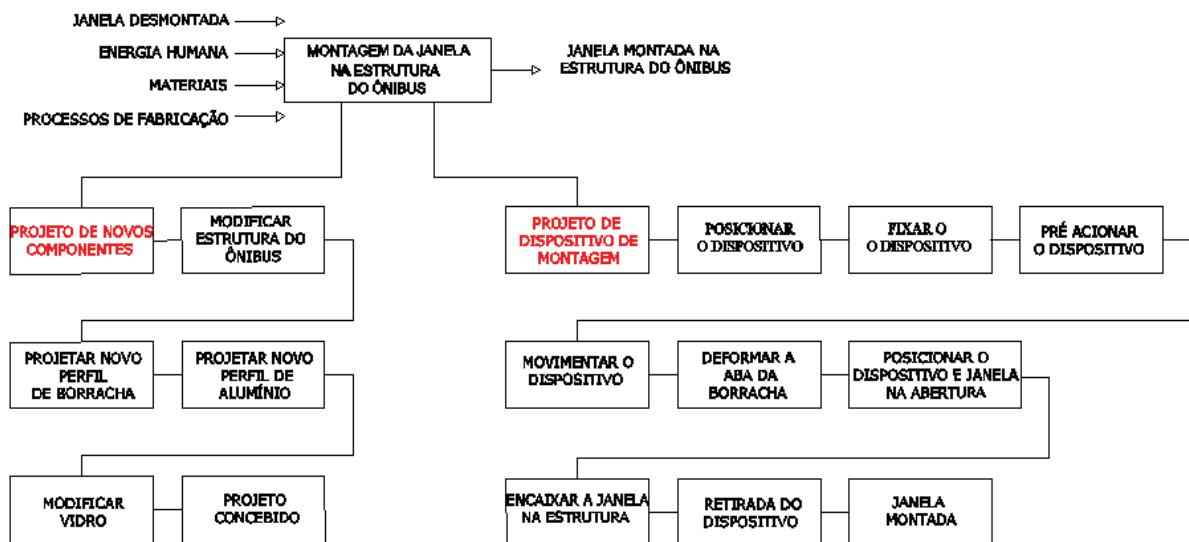 JANELA DESMONTADA
ENERGIA HUMANA
MATERIAIS
PROCESSOS DE FABRICAÇÃO
MONTAGEM DA JANELA
NA ESTRUTURA
DO ÔNIBUS
JANELA MONTADA NA
ESTRUTURA DO ÔNIBUS
PROJETO DE NOVOS
COMPONENTES
MODIFICAR
ESTRUTURA DO
ÔNIBUS
PROJETAR NOVO
PERFIL
DE BORRACHA
PROJETAR NOVO
PERFIL DE
ALUMÍNIO
MODIFICAR
VIDRO
PROJETO
CONCEBIDO
PROJETO DE
DISPOSITIVO DE
MONTAGEM
POSICIONAR
O DISPOSITIVO
FIXAR O
O DISPOSITIVO
PRÉ ACIONAR
O DISPOSITIVO
MOVIMENTAR O
DISPOSITIVO
DEFORMAR A
ABA DA
BORRACHA
POSICIONAR O
DISPOSITIVO E JANELA
NA ABERTURA
ENCAIXAR A JANELA
NA ESTRUTURA
RETIRADA DO
DISPOSITIVO
JANELA
MONTADA